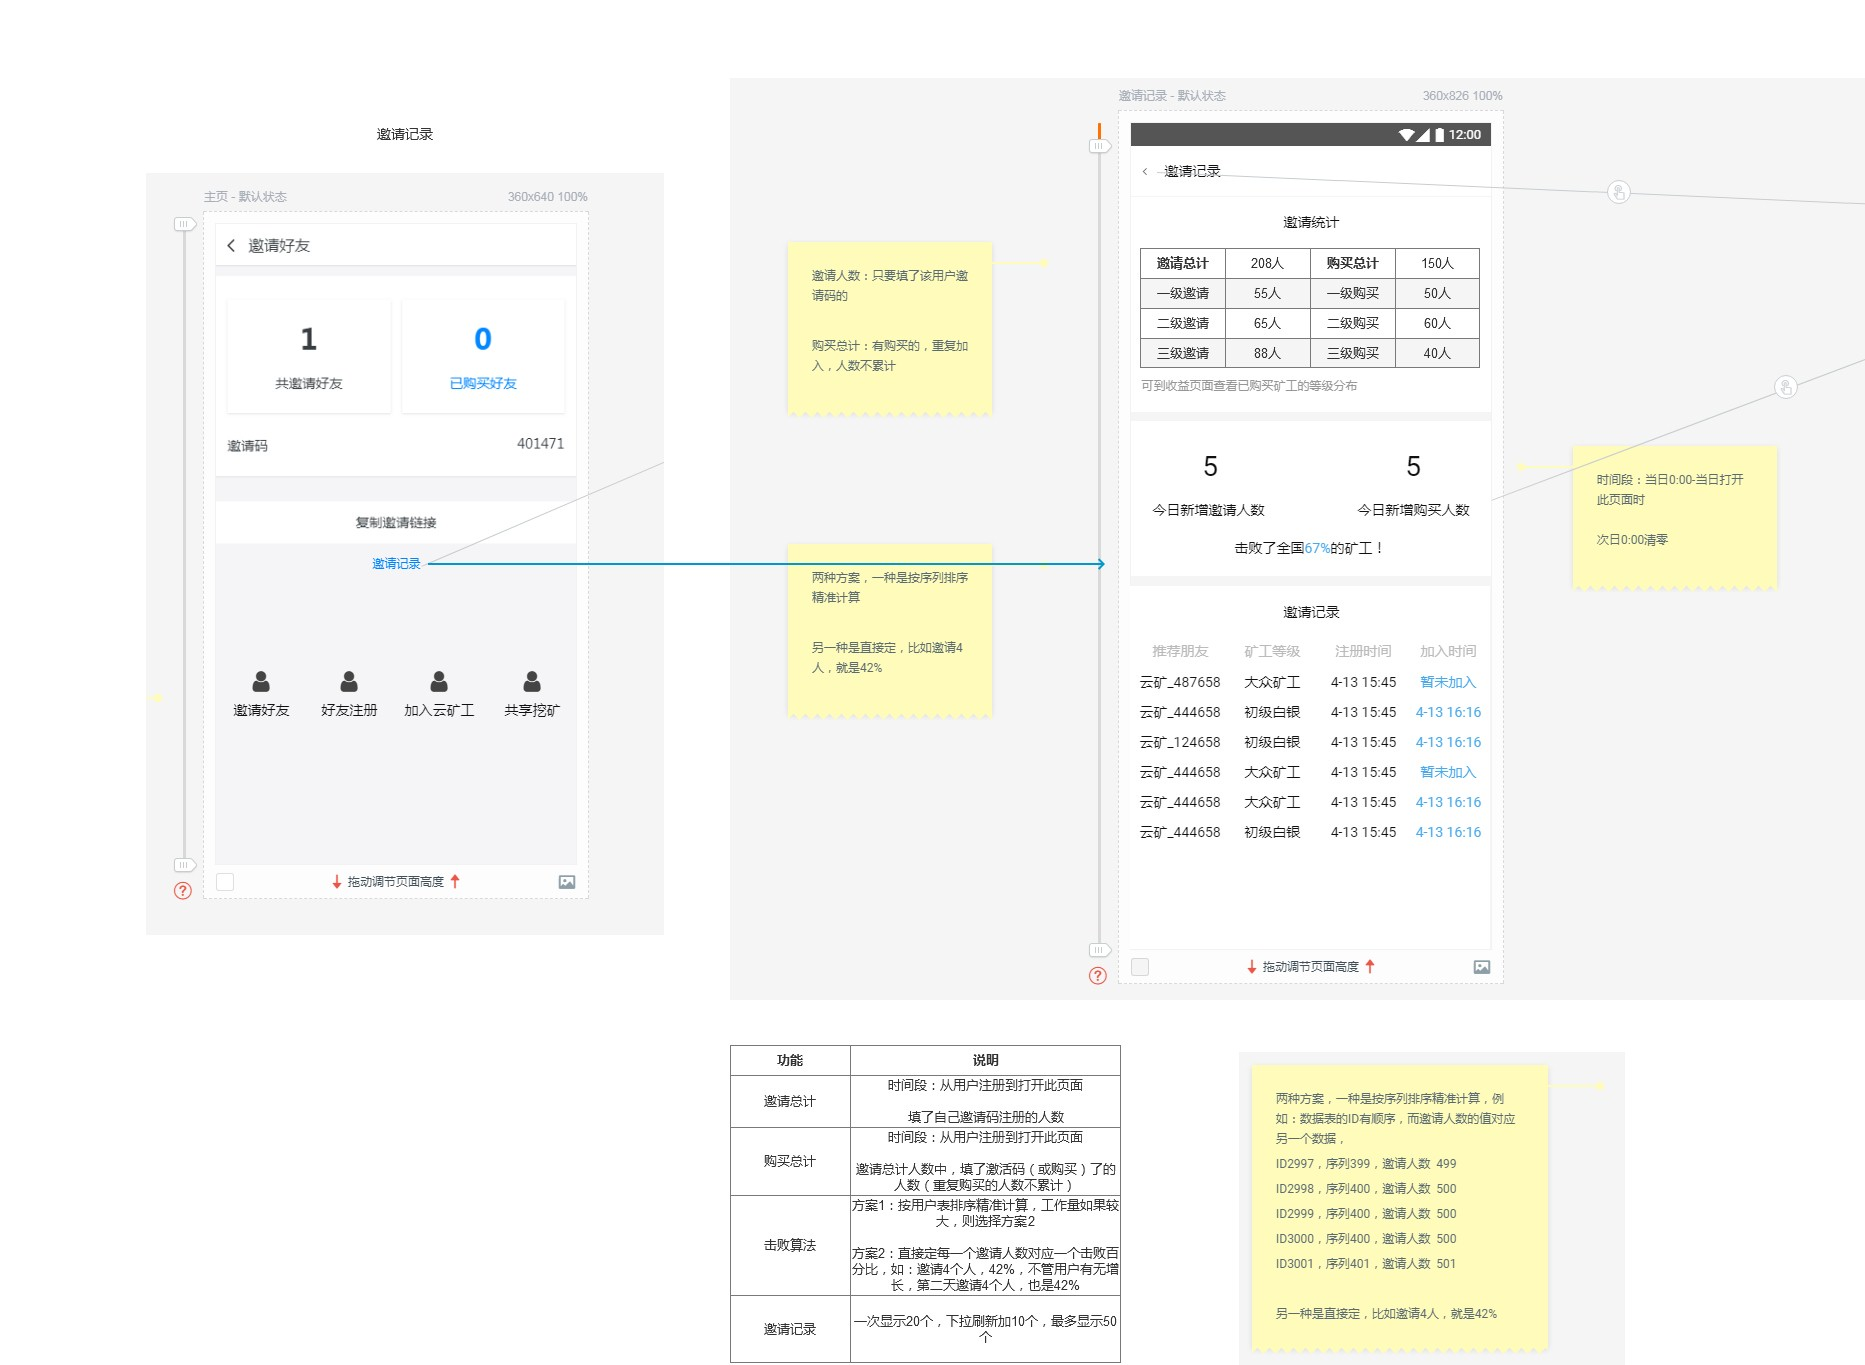 邀请记录
主页 - 默认状态
360x640 100%
邀请好友
1
0
共邀请好友
已购买好友
邀请码
401471
复制邀请链接
邀请记录
邀请好友
好友注册
加入云矿工
共享挖矿
拖动调节页面高度
邀请人数：只要填了该用户邀
请码的
购买总计：有购买的，重复加
入，人数不累计
两种方案，一种是按序列排序
精准计算
另一种是直接定，比如邀请4
人，就是42%
邀请记录 - 默认状态
360x826 100%
12:00
邀请记录
邀请统计
邀请总计 208人 购买总计 150人
一级邀请 55人 一级购买 50人
二级邀请 65人 二级购买 60人
三级邀请 88人 三级购买 40人
可到收益页面查看已购买矿工的等级分布
5
5
今日新增邀请人数
今日新增购买人数
击败了全国67%的矿工！
邀请记录
推荐朋友 矿工等级 注册时间 加入时间
云矿_487658 大众矿工 4-13 15:45 暂未加入
云矿_444658 初级白银 4-13 15:45 4-13 16:16
云矿_124658 初级白银 4-13 15:45 4-13 16:16
云矿_444658 大众矿工 4-13 15:45 暂未加入
云矿_444658 大众矿工 4-13 15:45 4-13 16:16
云矿_444658 初级白银 4-13 15:45 4-13 16:16
拖动调节页面高度
时间段：当日0:00-当日打开
此页面时
次日0:00清零
功能 说明
邀请总计
时间段：从用户注册到打开此页面
填了自己邀请码注册的人数
购买总计
时间段：从用户注册到打开此页面
邀请总计人数中，填了激活码（或购买）了的
人数（重复购买的人数不累计）
击败算法
方案1：按用户表排序精准计算，工作量如果较
大，则选择方案2
方案2：直接定每一个邀请人数对应一个击败百
分比，如：邀请4个人，42%，不管用户有无增
长，第二天邀请4个人，也是42%
邀请记录
一次显示20个，下拉刷新加10个，最多显示50
个
两种方案，一种是按序列排序精准计算，例
如：数据表的ID有顺序，而邀请人数的值对应
另一个数据，
ID2997，序列399，邀请人数 499
ID2998，序列400，邀请人数 500
ID2999，序列400，邀请人数 500
ID3000，序列400，邀请人数 500
ID3001，序列401，邀请人数 501
另一种是直接定，比如邀请4人，就是42%